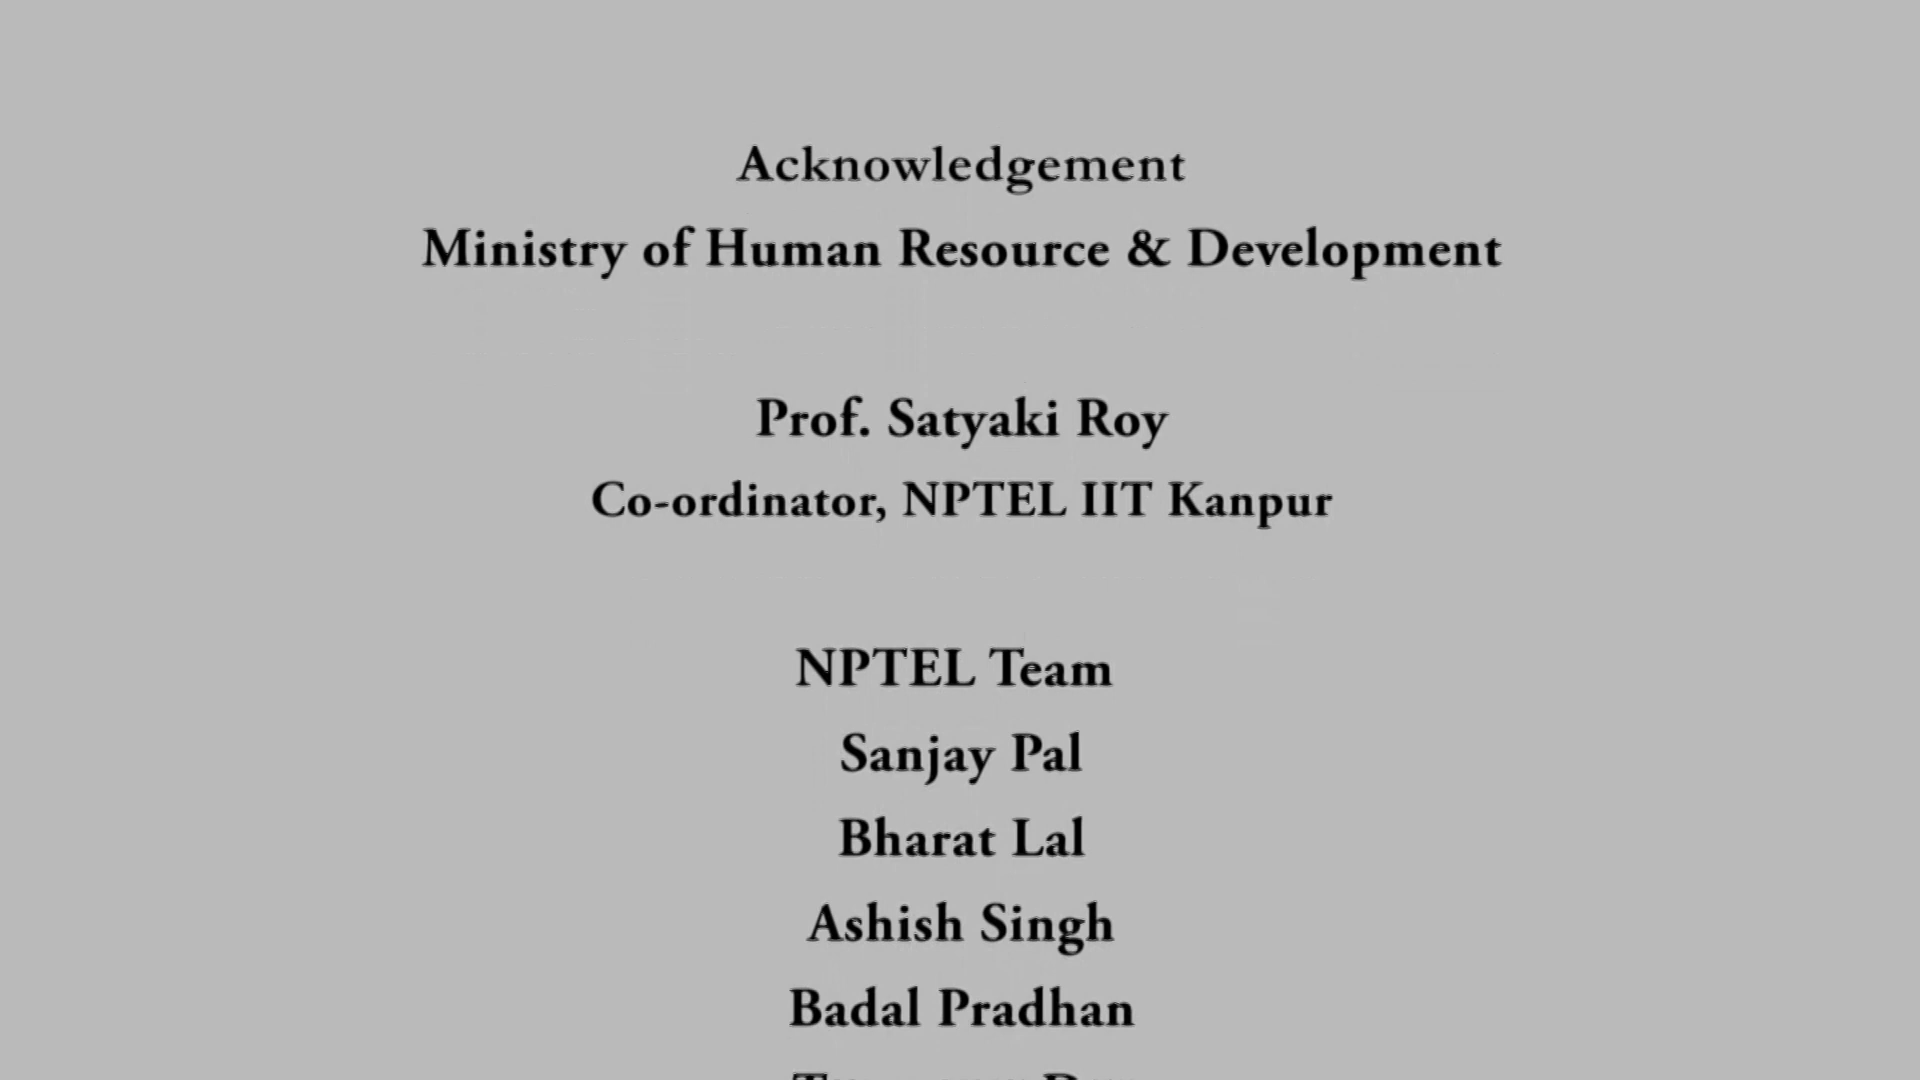 Acknowledgement
Ministry of Human Resource & Development
Prof. Satyaki Roy
Co-ordinator, NPTEL IIT Kanpur
NPTEL Team
Sanjay Pal
Bharat Lal
Ashish Singh
Badal Pradhan